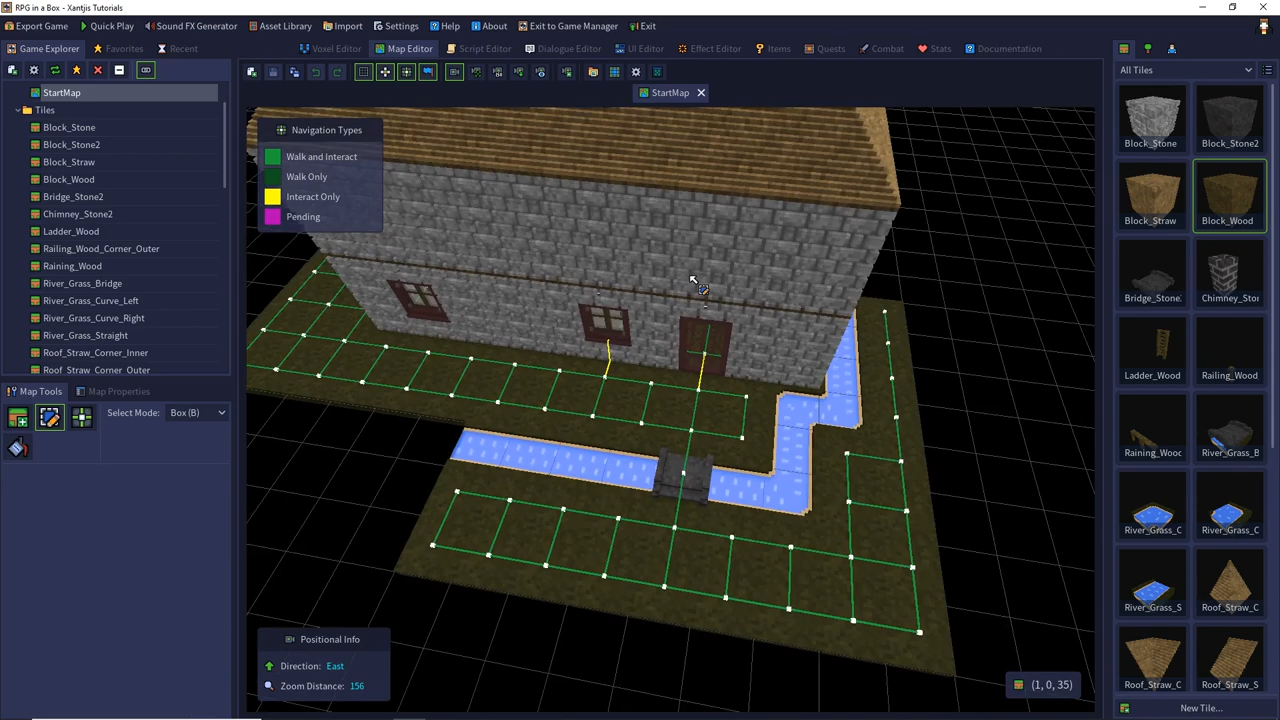 RPG in a Box - Xantjis Tutorials
Export Game Quick Play Sound FX Generator Asset Library Import Settings Help About Exit to Game Manager Exit
Game Explorer Favorites Recent
Voxel Editor Map Editor Script Editor Dialogue Editor UI Editor Effect Editor Items Quests Combat Stats Documentation
All Tiles
StartMap
StartMap
Tiles
Block_Stone
Block_Stone2
Block_Straw
Block_Wood
Bridge_Stone2
Chimney_Stone2
Ladder_Wood
Railing_Wood_Corner_Outer
Raining_Wood
River_Grass_Bridge
River_Grass_Curve_Left
River_Grass_Curve_Right
River_Grass_Straight
Roof_Straw_Corner_Inner
Roof_Straw_Corner_Outer
Map Tools Map Properties
Select Mode: Box (B)
Navigation Types
Walk and Interact
Walk Only
Interact Only
Pending
Positional Info
Direction: East
Zoom Distance: 156
(1, 0, 35)
Block_Stone Block_Stone2
Block_Straw Block_Wood
Bridge_Stone Chimney_Sto
Ladder_Wood Railing_Wood
Raining_Wood River_Grass_B
River_Grass_C River_Grass_C
River_Grass_S Roof_Straw_C
Roof_Straw_C Roof_Straw_S
New Tile...